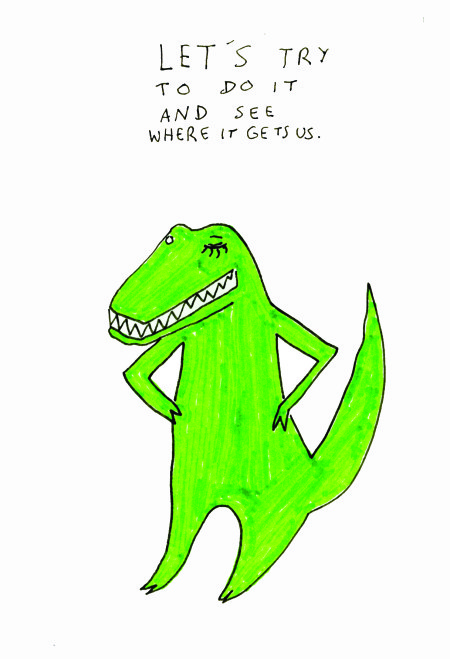 LET´S TRY
TO DO IT
AND SEE
WHERE IT GETS US.